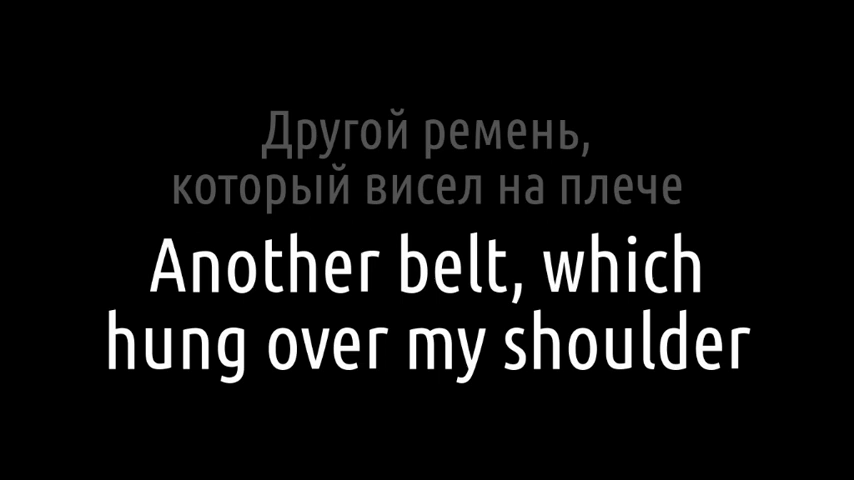 Другой ремень,
который висел на плече
Another belt, which
hung over my shoulder